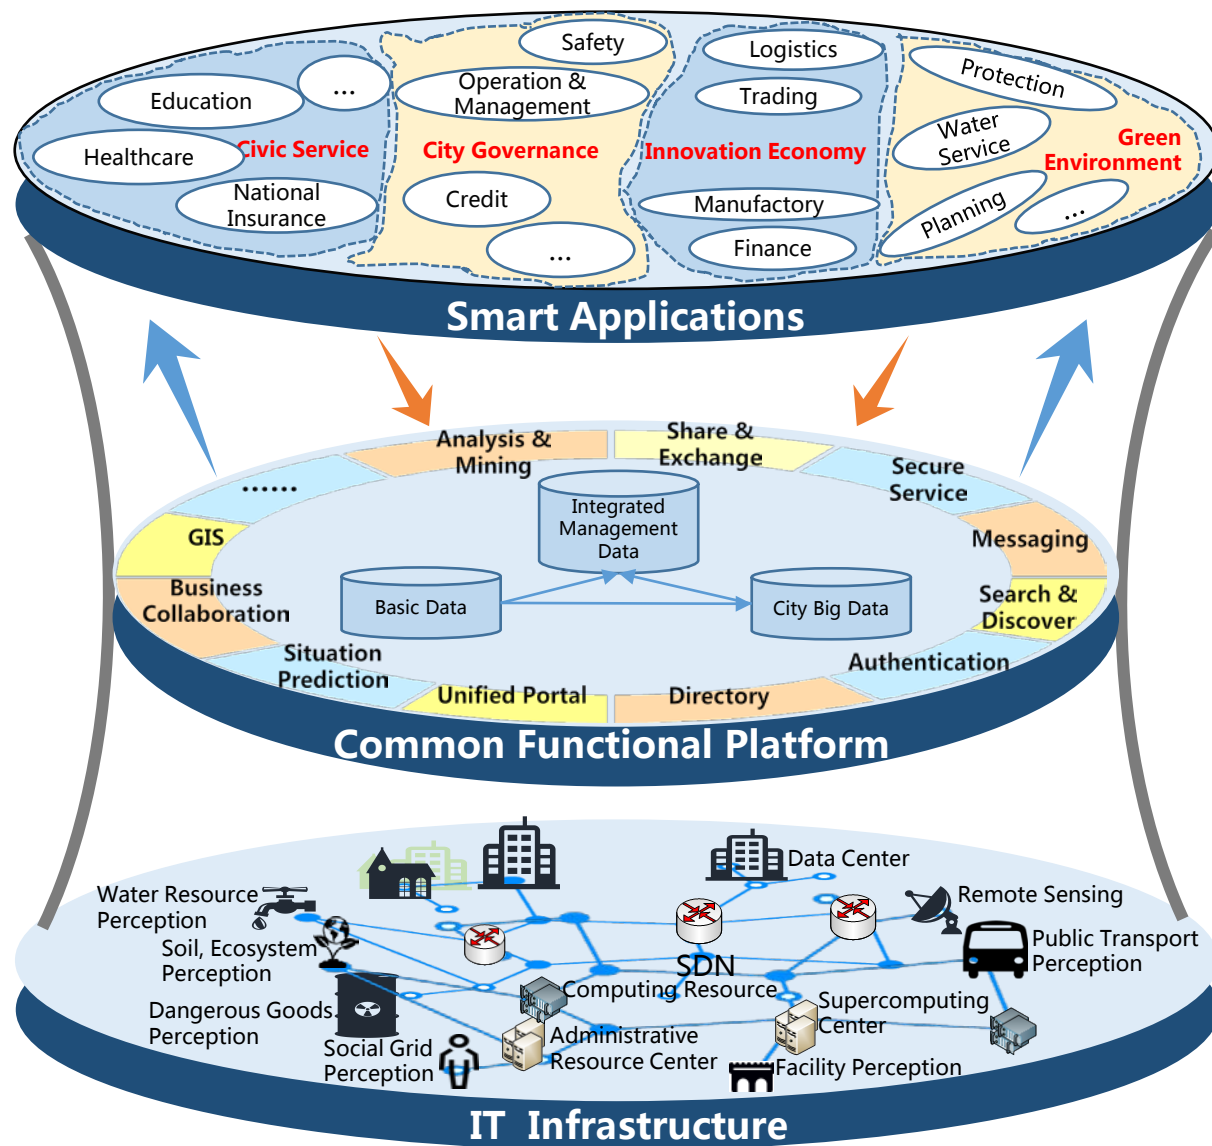 Safety
Logistics
Protection
Education
...
Operation &
Management
Trading
Water
Service
Healthcare
Civic Service
City Governance
Innovation Economy
Green
Environment
National
Insurance
Credit
Manufactory
Planning
...
...
Finance
Smart Applications
Analysis &
Mining
Share &
Exchange
Secure
Service
......
GIS
Integrated
Management
Data
Messaging
Business
Collaboration
Basic Data
City Big Data
Search &
Discover
Situation
Prediction
Authentication
Unified Portal
Directory
Common Functional Platform
Data Center
Water Resource
Perception
Remote Sensing
Soil, Ecosystem
Perception
SDN
Public Transport
Perception
Computing Resource
Dangerous Goods
Perception
Supercomputing
Center
Social Grid
Perception
Administrative
Resource Center
Facility Perception
IT Infrastructure